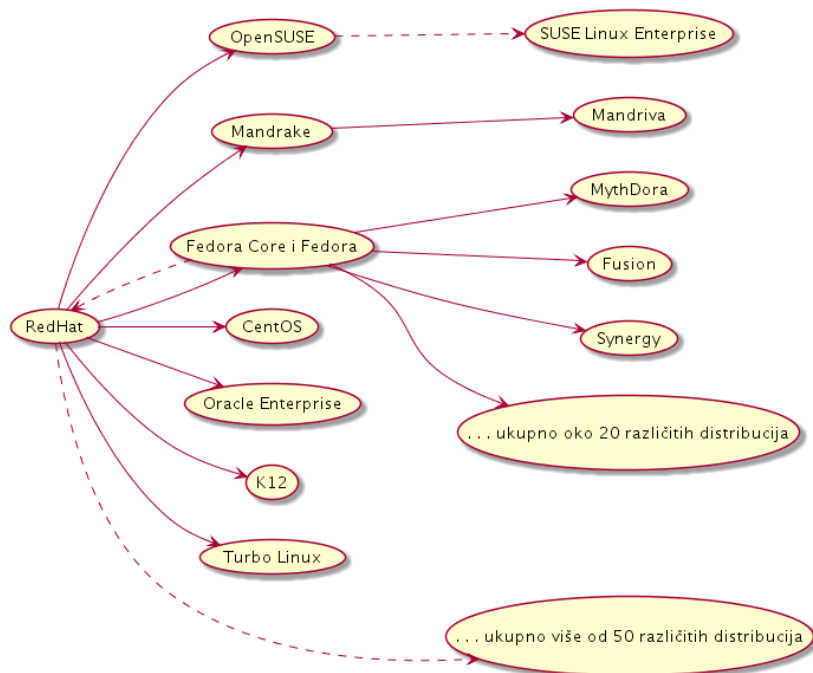 OpenSUSE
SUSE Linux Enterprise
Mandrake
Mandriva
MythDora
Fedora Core i Fedora
Fusion
RedHat
CentOS
Synergy
Oracle Enterprise
. . . ukupno oko 20 različitih distribucija
K12
Turbo Linux
. . . ukupno više od 50 različitih distribucija